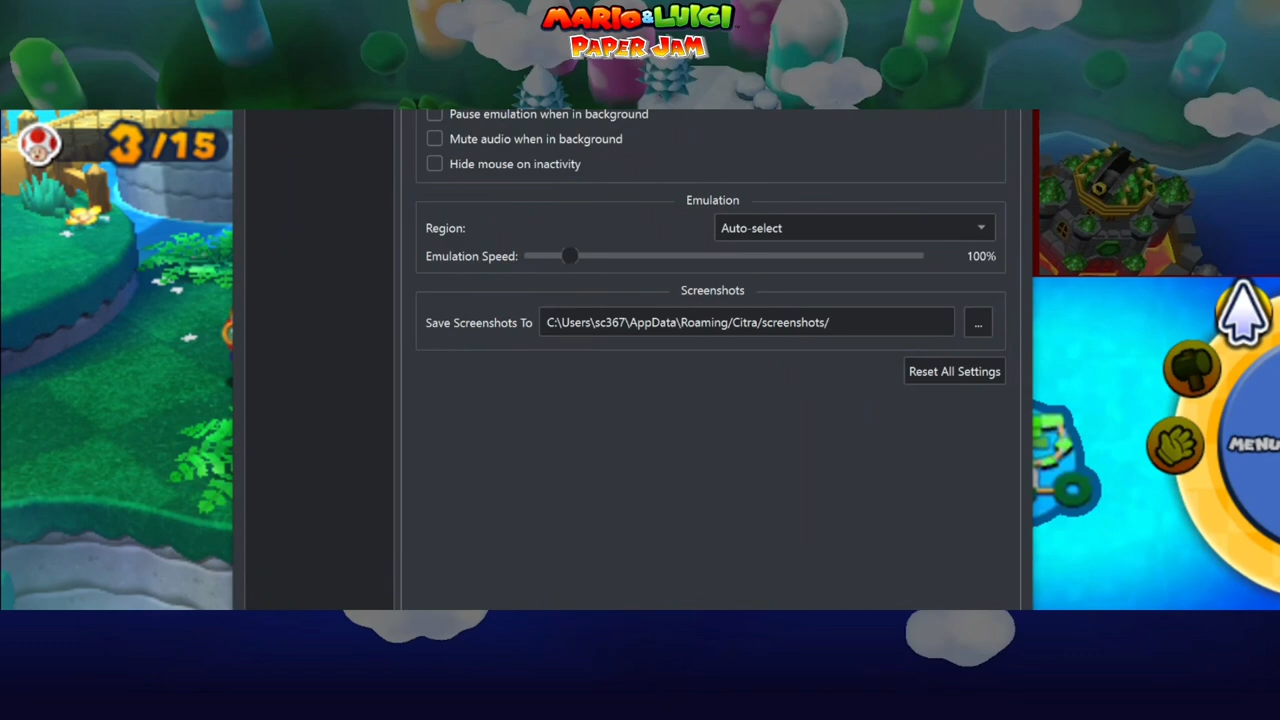 MARIO & LUIGI
PAPER JAM
3/15
Pause emulation when in background
Mute audio when in background
Hide mouse on inactivity
Emulation
Region:
Auto-select
Emulation Speed:
100%
Screenshots
Save Screenshots To
C:\Users\sc367\AppData\Roaming/Citra/screenshots/
...
Reset All Settings
MENU